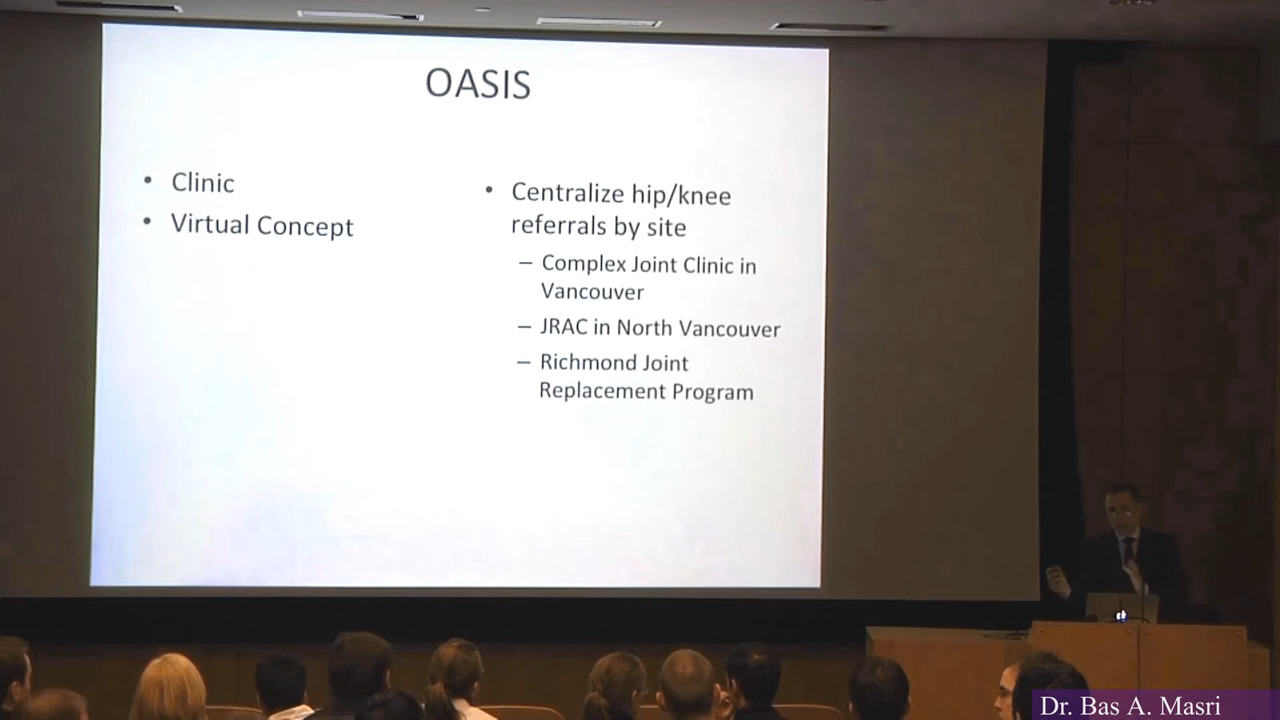 OASIS
• Clinic
• Virtual Concept
• Centralize hip/knee
referrals by site
– Complex Joint Clinic in
Vancouver
– JRAC in North Vancouver
– Richmond Joint
Replacement Program
Dr. Bas A. Masri